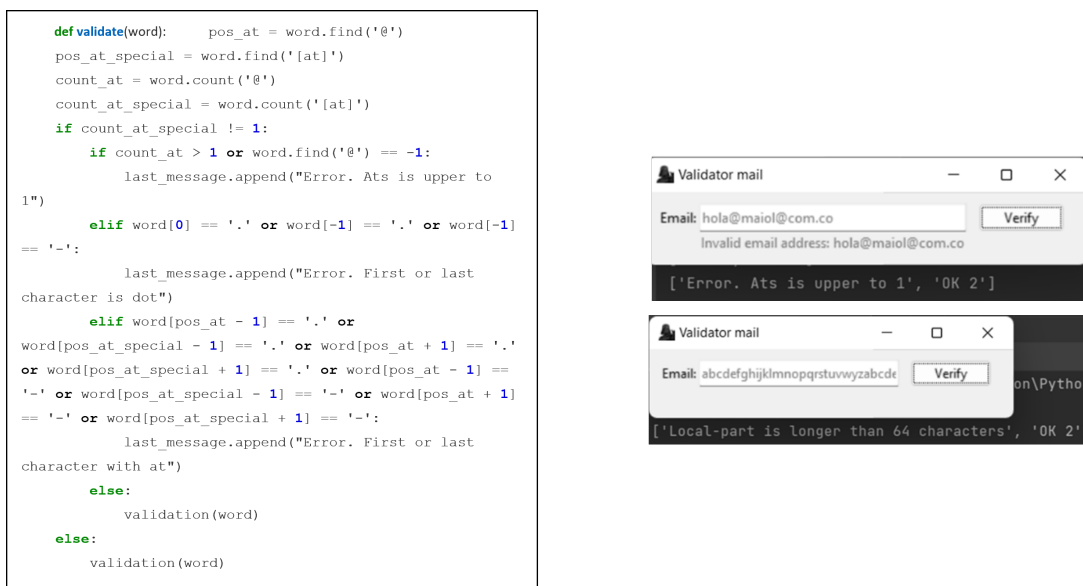 def validate(word): pos_at = word.find('@')
pos_at_special = word.find('[at]')
count_at = word.count('@')
count_at_special = word.count('[at]')
if count_at_special != 1:
if count_at > 1 or word.find('@') == -1:
last_message.append("Error. Ats is upper to
1")
elif word[0] == '.' or word[-1] == '.' or word[-1]
== '-':
last_message.append("Error. First or last
character is dot")
elif word[pos_at - 1] == '.' or
word[pos_at_special - 1] == '.' or word[pos_at + 1] == '.'
or word[pos_at_special + 1] == '.' or word[pos_at - 1] ==
'-' or word[pos_at_special - 1] == '-' or word[pos_at + 1]
== '-' or word[pos_at_special + 1] == '-':
last_message.append("Error. First or last
character with at")
else:
validation(word)
else:
validation(word)
Validator mail
Email: hola@maiol@com.co Verify
Invalid email address: hola@maiol@com.co
['Error. Ats is upper to 1', 'OK 2']
Validator mail
Email: abcdefghijklmnopqrstuvwyzabcde Verify
on\Pytho
['Local-part is longer than 64 characters', 'OK 2'